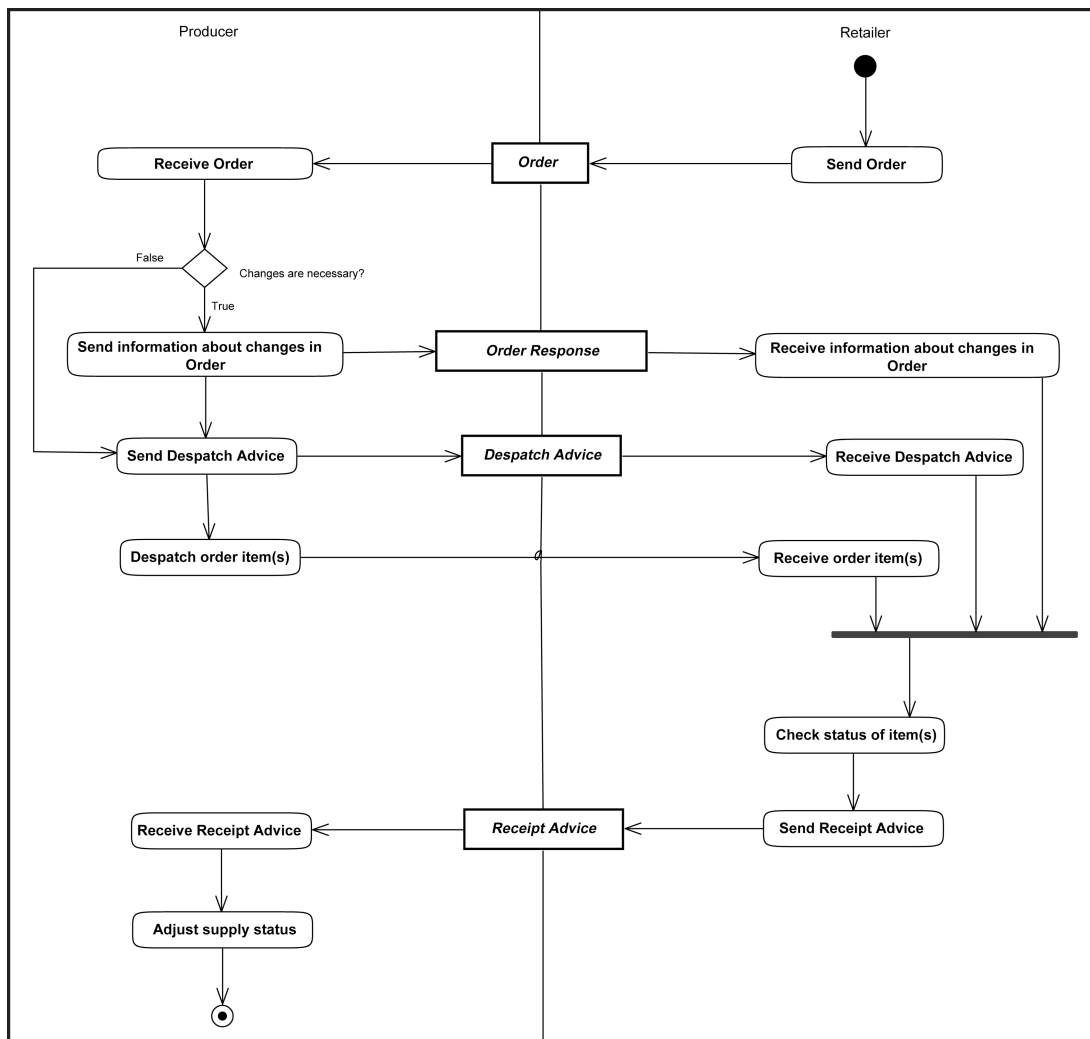 Producer
Retailer
Receive Order
Order
Send Order
False
Changes are necessary?
True
Send information about changes in
Order
Order Response
Receive information about changes in
Order
Send Despatch Advice
Despatch Advice
Receive Despatch Advice
Despatch order item(s)
Receive order item(s)
Check status of item(s)
Receive Receipt Advice
Receipt Advice
Send Receipt Advice
Adjust supply status